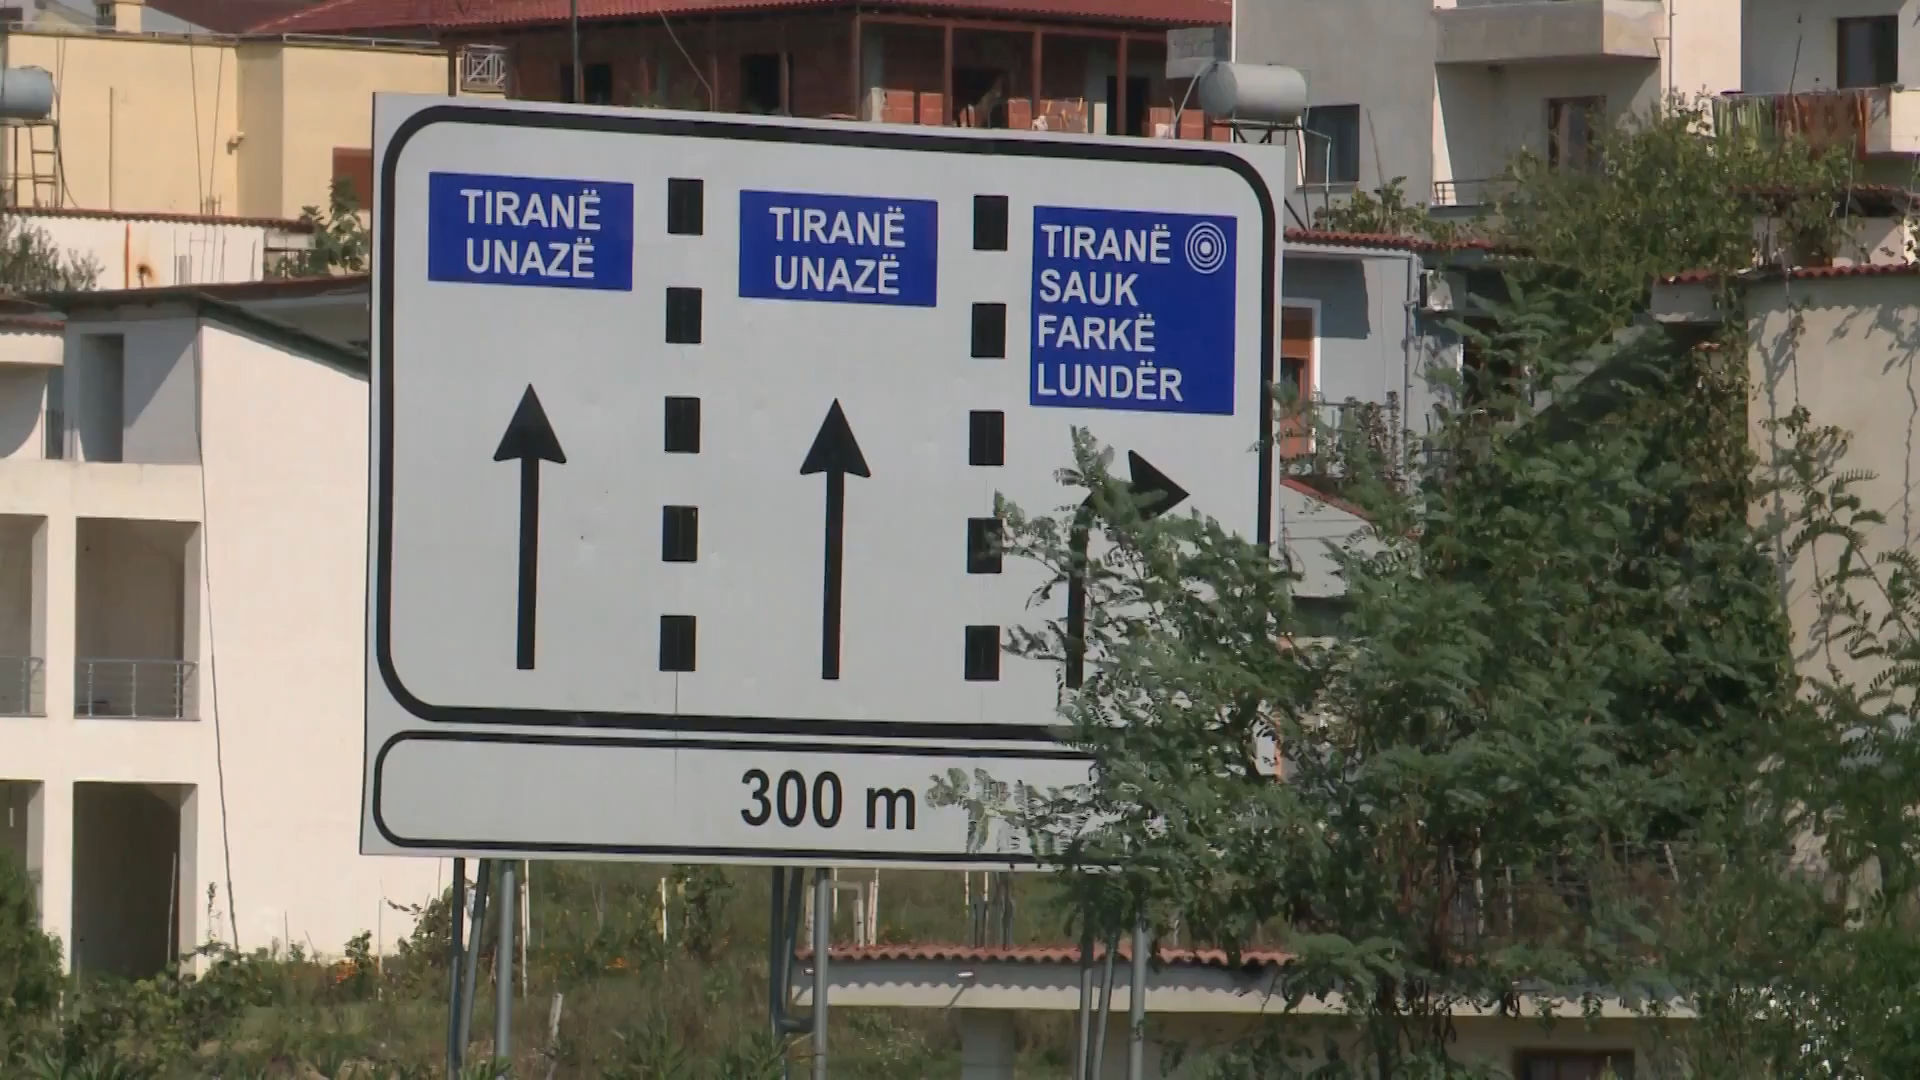 TIRANË
UNAZË
TIRANË
UNAZË
TIRANË
SAUK
FARKË
LUNDËR
300 m